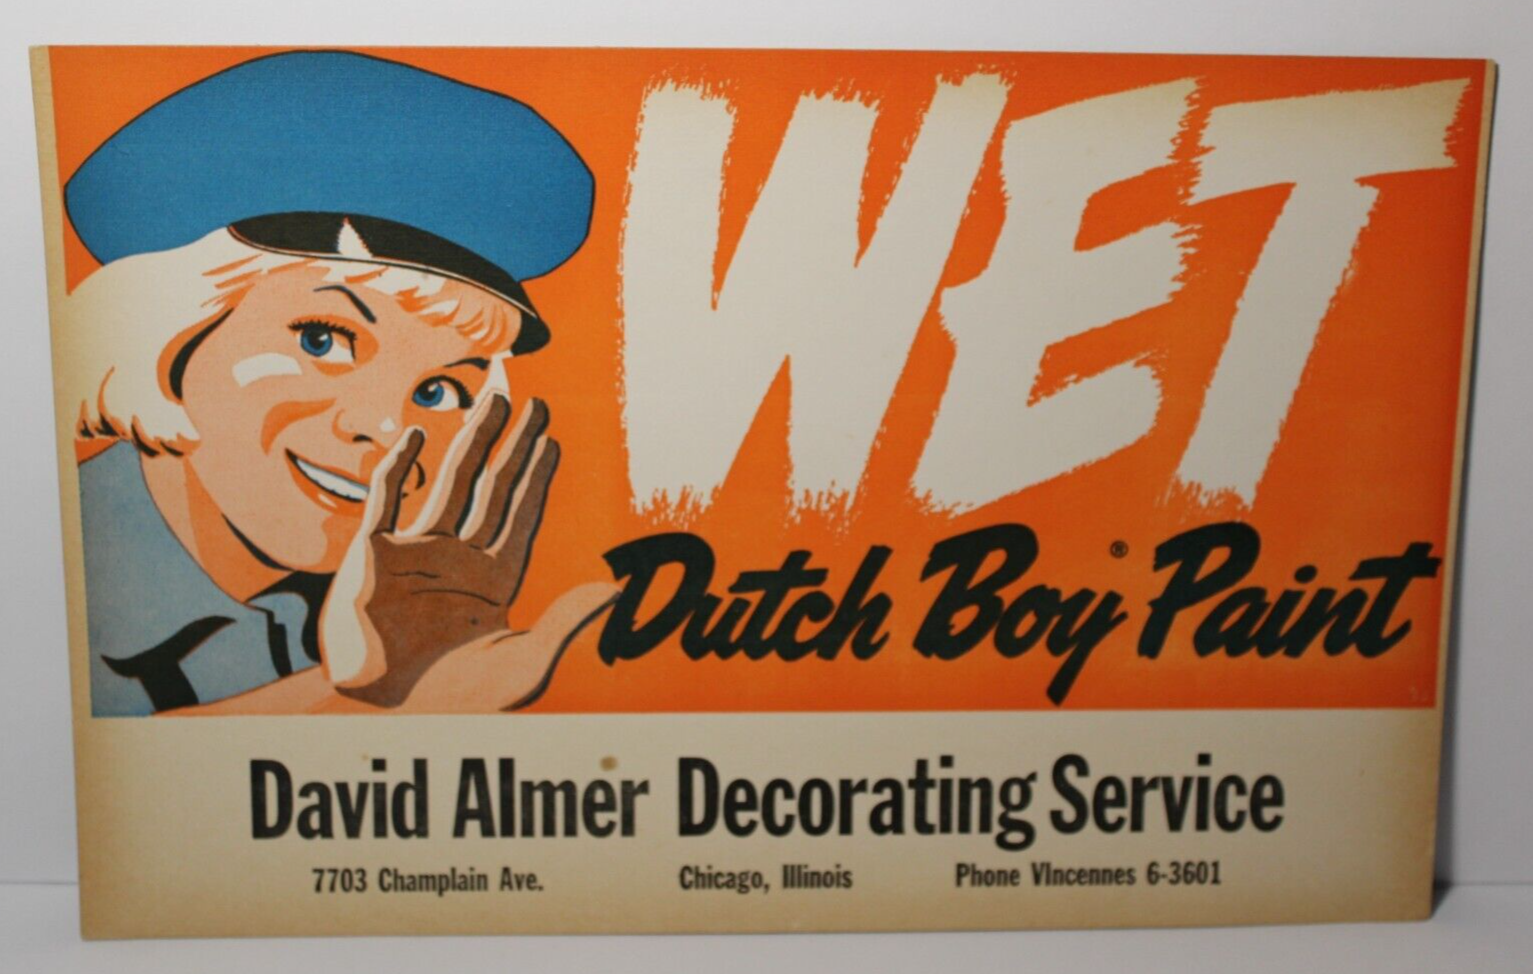 WET
Dutch Boy® Paint
David Almer Decorating Service
7703 Champlain Ave. Chicago, Illinois Phone VIncennes 6-3601